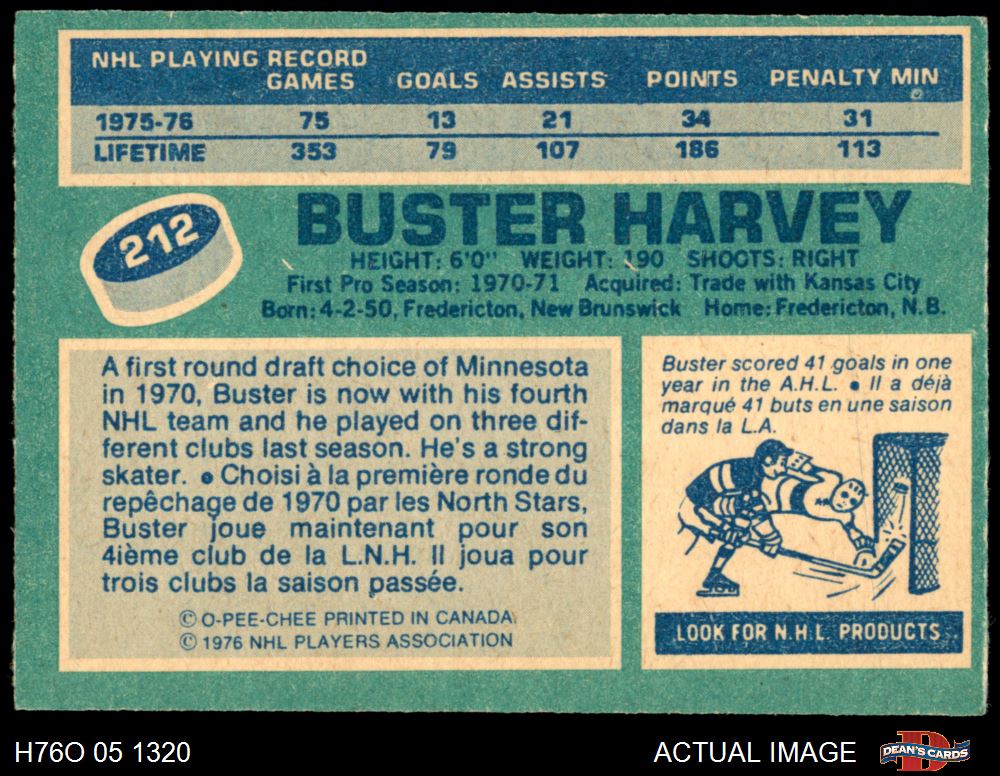 NHL PLAYING RECORD
GAMES GOALS ASSISTS POINTS PENALTY MIN
1975-76 75 13 21 34 31
LIFETIME 353 79 107 186 113
212
BUSTER HARVEY
HEIGHT: 6'0" WEIGHT: 190 SHOOTS: RIGHT
First Pro Season: 1970-71 Acquired: Trade with Kansas City
Born: 4-2-50, Fredericton, New Brunswick Home: Fredericton, N.B.
A first round draft choice of Minnesota
in 1970, Buster is now with his fourth
NHL team and he played on three dif-
ferent clubs last season. He's a strong
skater. • Choisi à la première ronde du
repêchage de 1970 par les North Stars,
Buster joue maintenant pour son
4ième club de la L.N.H. Il joua pour
trois clubs la saison passée.
© O-PEE-CHEE PRINTED IN CANADA
© 1976 NHL PLAYERS ASSOCIATION
Buster scored 41 goals in one
year in the A.H.L. • Il a déjà
marqué 41 buts en une saison
dans la L.A.
LOOK FOR N.H.L. PRODUCTS
H76O 05 1320
ACTUAL IMAGE
DEAN'S CARDS